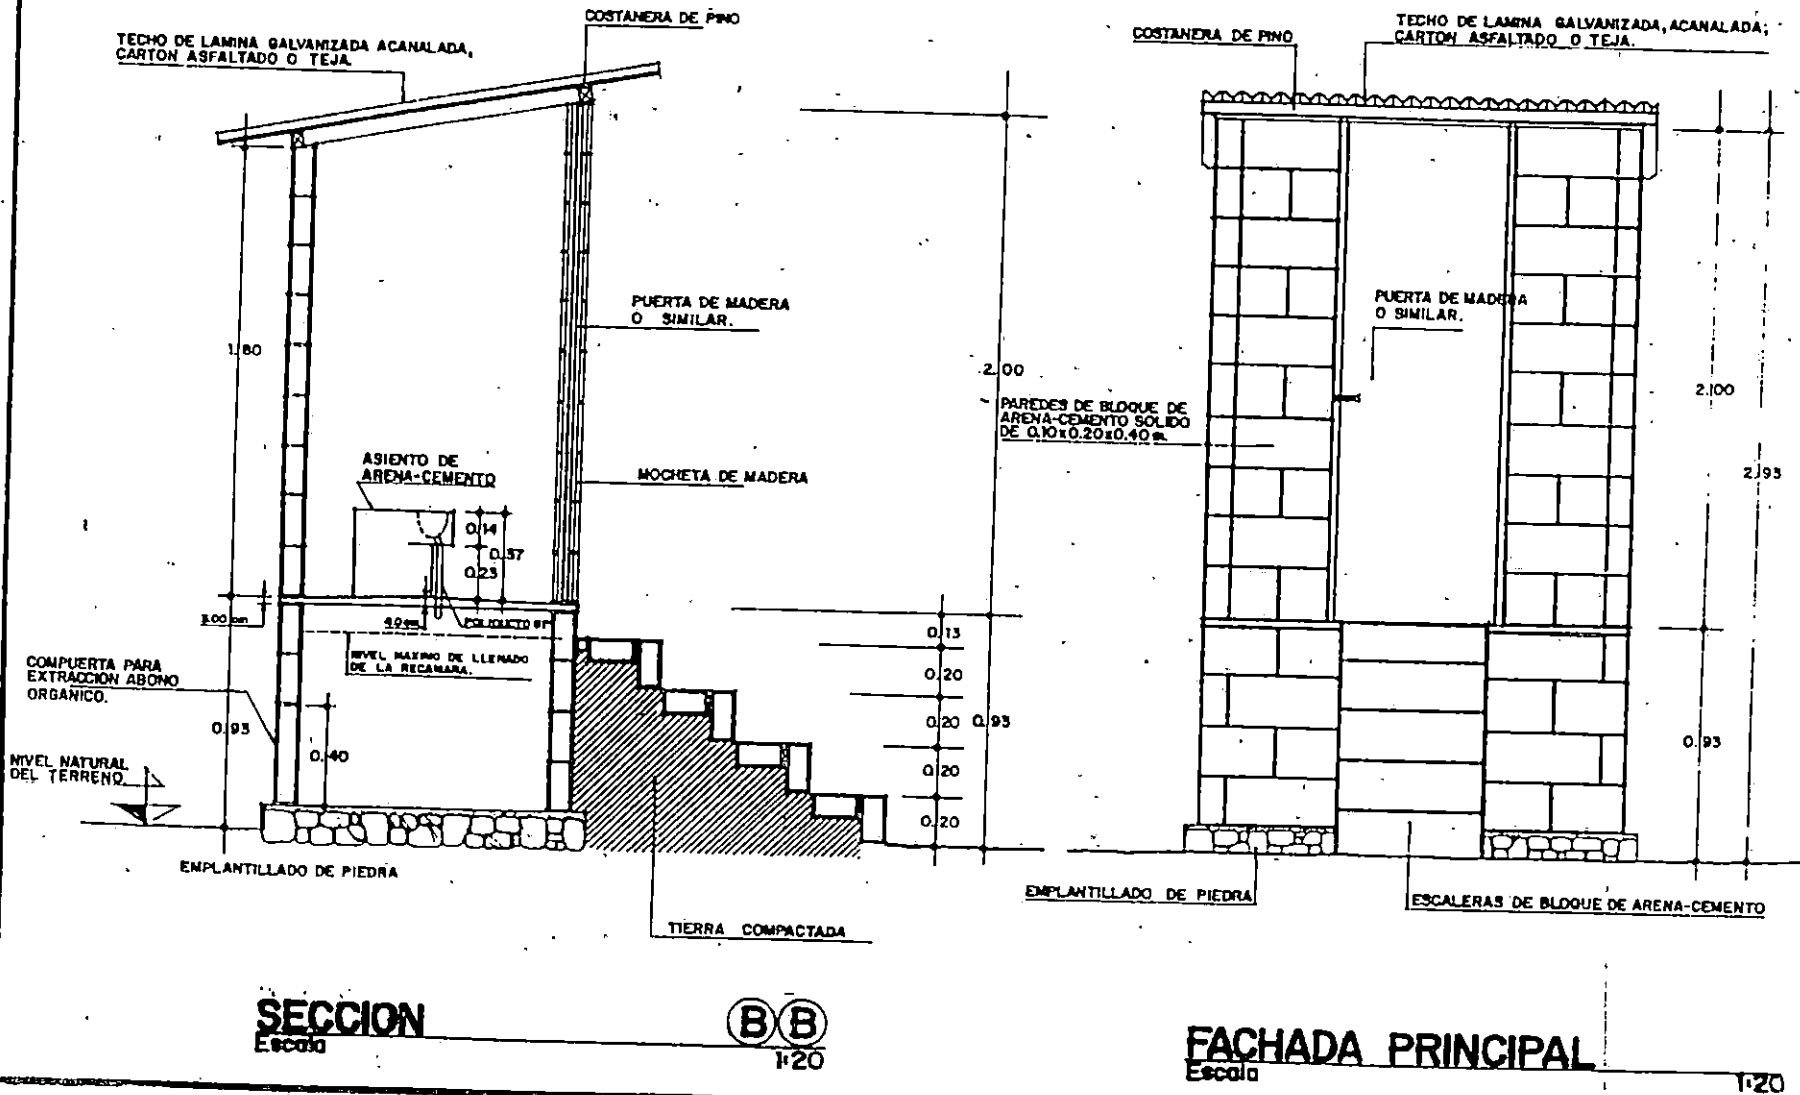 COSTANERA DE PINO
TECHO DE LAMINA GALVANIZADA ACANALADA,
CARTON ASFALTADO O TEJA.
PUERTA DE MADERA
O SIMILAR.
1.80
2.00
ASIENTO DE
ARENA-CEMENTO
MOCHETA DE MADERA
0.14
0.37
0.23
POLIDUCTO
NIVEL MAXIMO DE LLENADO
DE LA RECAMARA.
COMPUERTA PARA
EXTRACCION ABONO
ORGANICO.
0.93
0.40
NIVEL NATURAL
DEL TERRENO
0.13
0.20
0.20
0.93
0.20
0.20
EMPLANTILLADO DE PIEDRA
TIERRA COMPACTADA
SECCION
B B
Escala
1:20
COSTANERA DE PINO
TECHO DE LAMINA GALVANIZADA, ACANALADA,
CARTON ASFALTADO O TEJA.
PUERTA DE MADERA
O SIMILAR.
PAREDES DE BLOQUE DE
ARENA-CEMENTO SOLIDO
DE 0.10x0.20x0.40 m.
2.00
2.93
0.93
EMPLANTILLADO DE PIEDRA
ESCALERAS DE BLOQUE DE ARENA-CEMENTO
FACHADA PRINCIPAL
Escala
1:20